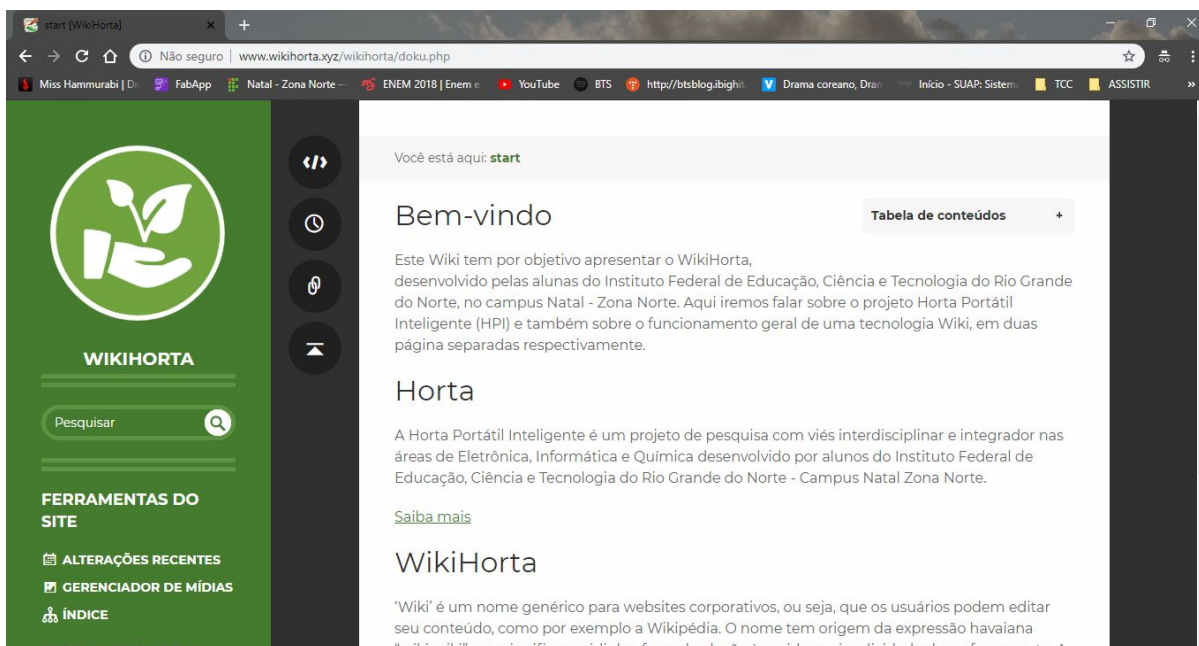 start [WikiHorta]
Não seguro | www.wikihorta.xyz/wikihorta/doku.php
Miss Hammurabi | Dr
FabApp
Natal - Zona Norte —
ENEM 2018 | Enem e
YouTube
BTS
http://btsblog.ibighit.
Drama coreano, Dran
Início - SUAP: Sistema
TCC
ASSISTIR
»
WIKIHORTA
Pesquisar
FERRAMENTAS DO
SITE
ALTERAÇÕES RECENTES
GERENCIADOR DE MÍDIAS
ÍNDICE
Você está aqui: start
Bem-vindo
Tabela de conteúdos +
Este Wiki tem por objetivo apresentar o WikiHorta,
desenvolvido pelas alunas do Instituto Federal de Educação, Ciência e Tecnologia do Rio Grande
do Norte, no campus Natal - Zona Norte. Aqui iremos falar sobre o projeto Horta Portátil
Inteligente (HPI) e também sobre o funcionamento geral de uma tecnologia Wiki, em duas
página separadas respectivamente.
Horta
A Horta Portátil Inteligente é um projeto de pesquisa com viés interdisciplinar e integrador nas
áreas de Eletrônica, Informática e Química desenvolvido por alunos do Instituto Federal de
Educação, Ciência e Tecnologia do Rio Grande do Norte - Campus Natal Zona Norte.
Saiba mais
WikiHorta
'Wiki' é um nome genérico para websites corporativos, ou seja, que os usuários podem editar
seu conteúdo, como por exemplo a Wikipédia. O nome tem origem da expressão havaiana